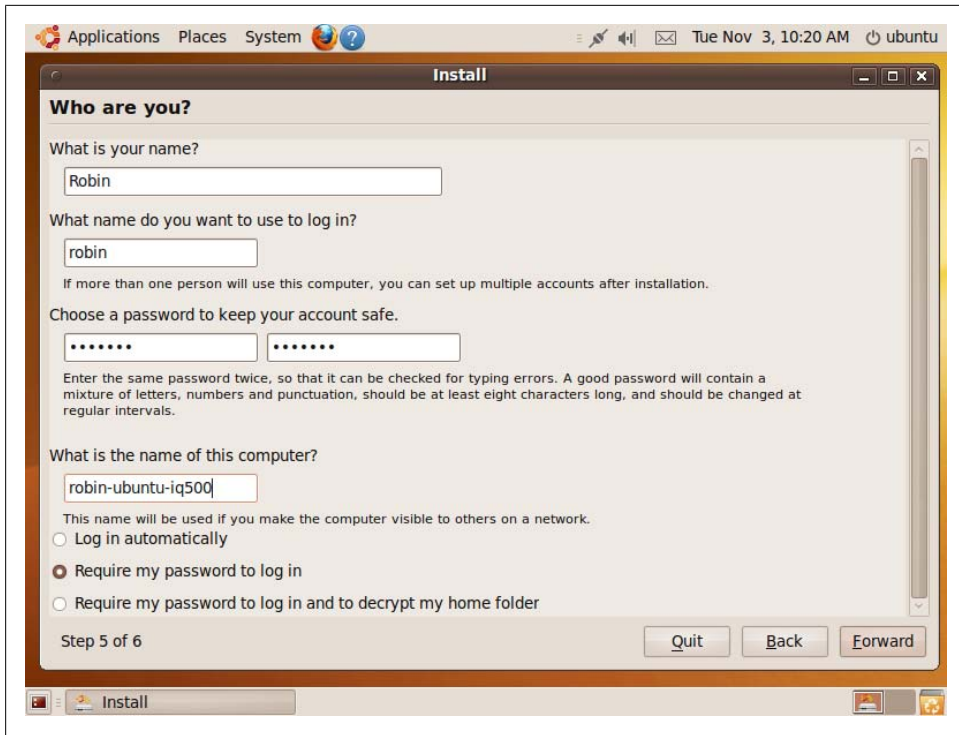 Applications Places System Tue Nov 3, 10:20 AM ubuntu
Install
Who are you?
What is your name?
Robin
What name do you want to use to log in?
robin
If more than one person will use this computer, you can set up multiple accounts after installation.
Choose a password to keep your account safe.
••••••• •••••••
Enter the same password twice, so that it can be checked for typing errors. A good password will contain a
mixture of letters, numbers and punctuation, should be at least eight characters long, and should be changed at
regular intervals.
What is the name of this computer?
robin-ubuntu-iq500
This name will be used if you make the computer visible to others on a network.
Log in automatically
Require my password to log in
Require my password to log in and to decrypt my home folder
Step 5 of 6 Quit Back Forward
Install